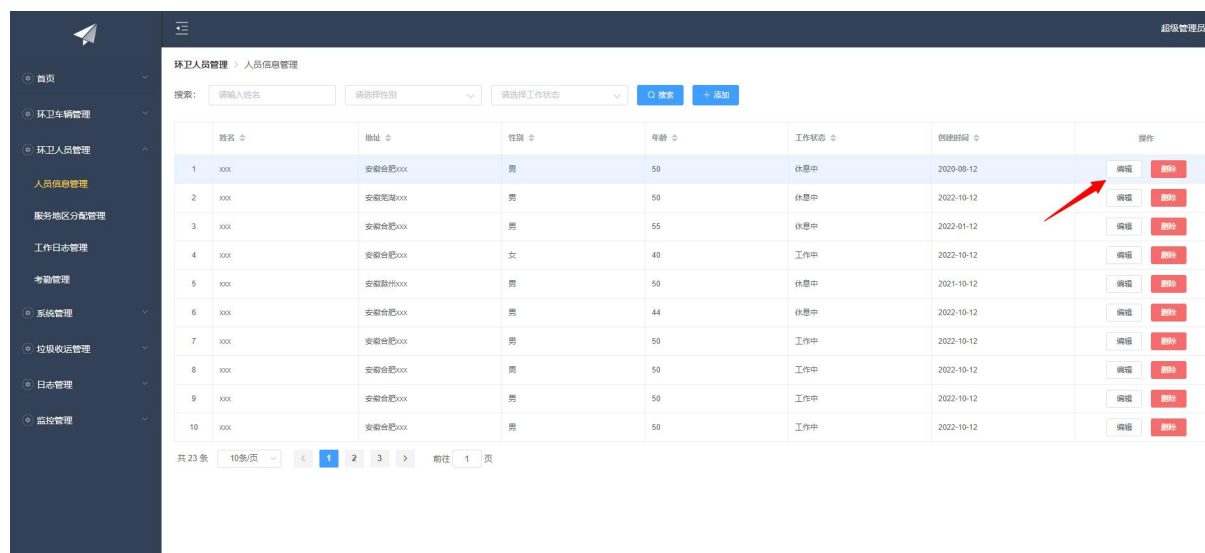 超级管理员
首页
环卫车辆管理
环卫人员管理
人员信息管理
服务地区分配管理
工作日志管理
考勤管理
系统管理
垃圾收运管理
日志管理
监控管理
环卫人员管理 > 人员信息管理
搜索: 请输入姓名 请选择性别 请选择工作状态 搜索 + 添加
姓名 地址 性别 年龄 工作状态 创建时间 操作
1 xxx 安徽合肥xxx 男 50 休息中 2020-08-12 编辑 删除
2 xxx 安徽芜湖xxx 男 50 休息中 2022-10-12 编辑 删除
3 xxx 安徽合肥xxx 男 55 休息中 2022-01-12 编辑 删除
4 xxx 安徽合肥xxx 女 40 工作中 2022-10-12 编辑 删除
5 xxx 安徽滁州xxx 男 50 休息中 2021-10-12 编辑 删除
6 xxx 安徽合肥xxx 男 44 休息中 2022-10-12 编辑 删除
7 xxx 安徽合肥xxx 男 50 工作中 2022-10-12 编辑 删除
8 xxx 安徽合肥xxx 男 50 工作中 2022-10-12 编辑 删除
9 xxx 安徽合肥xxx 男 50 工作中 2022-10-12 编辑 删除
10 xxx 安徽合肥xxx 男 50 工作中 2022-10-12 编辑 删除
共 23 条 10条/页 < 1 2 3 > 前往 1 页